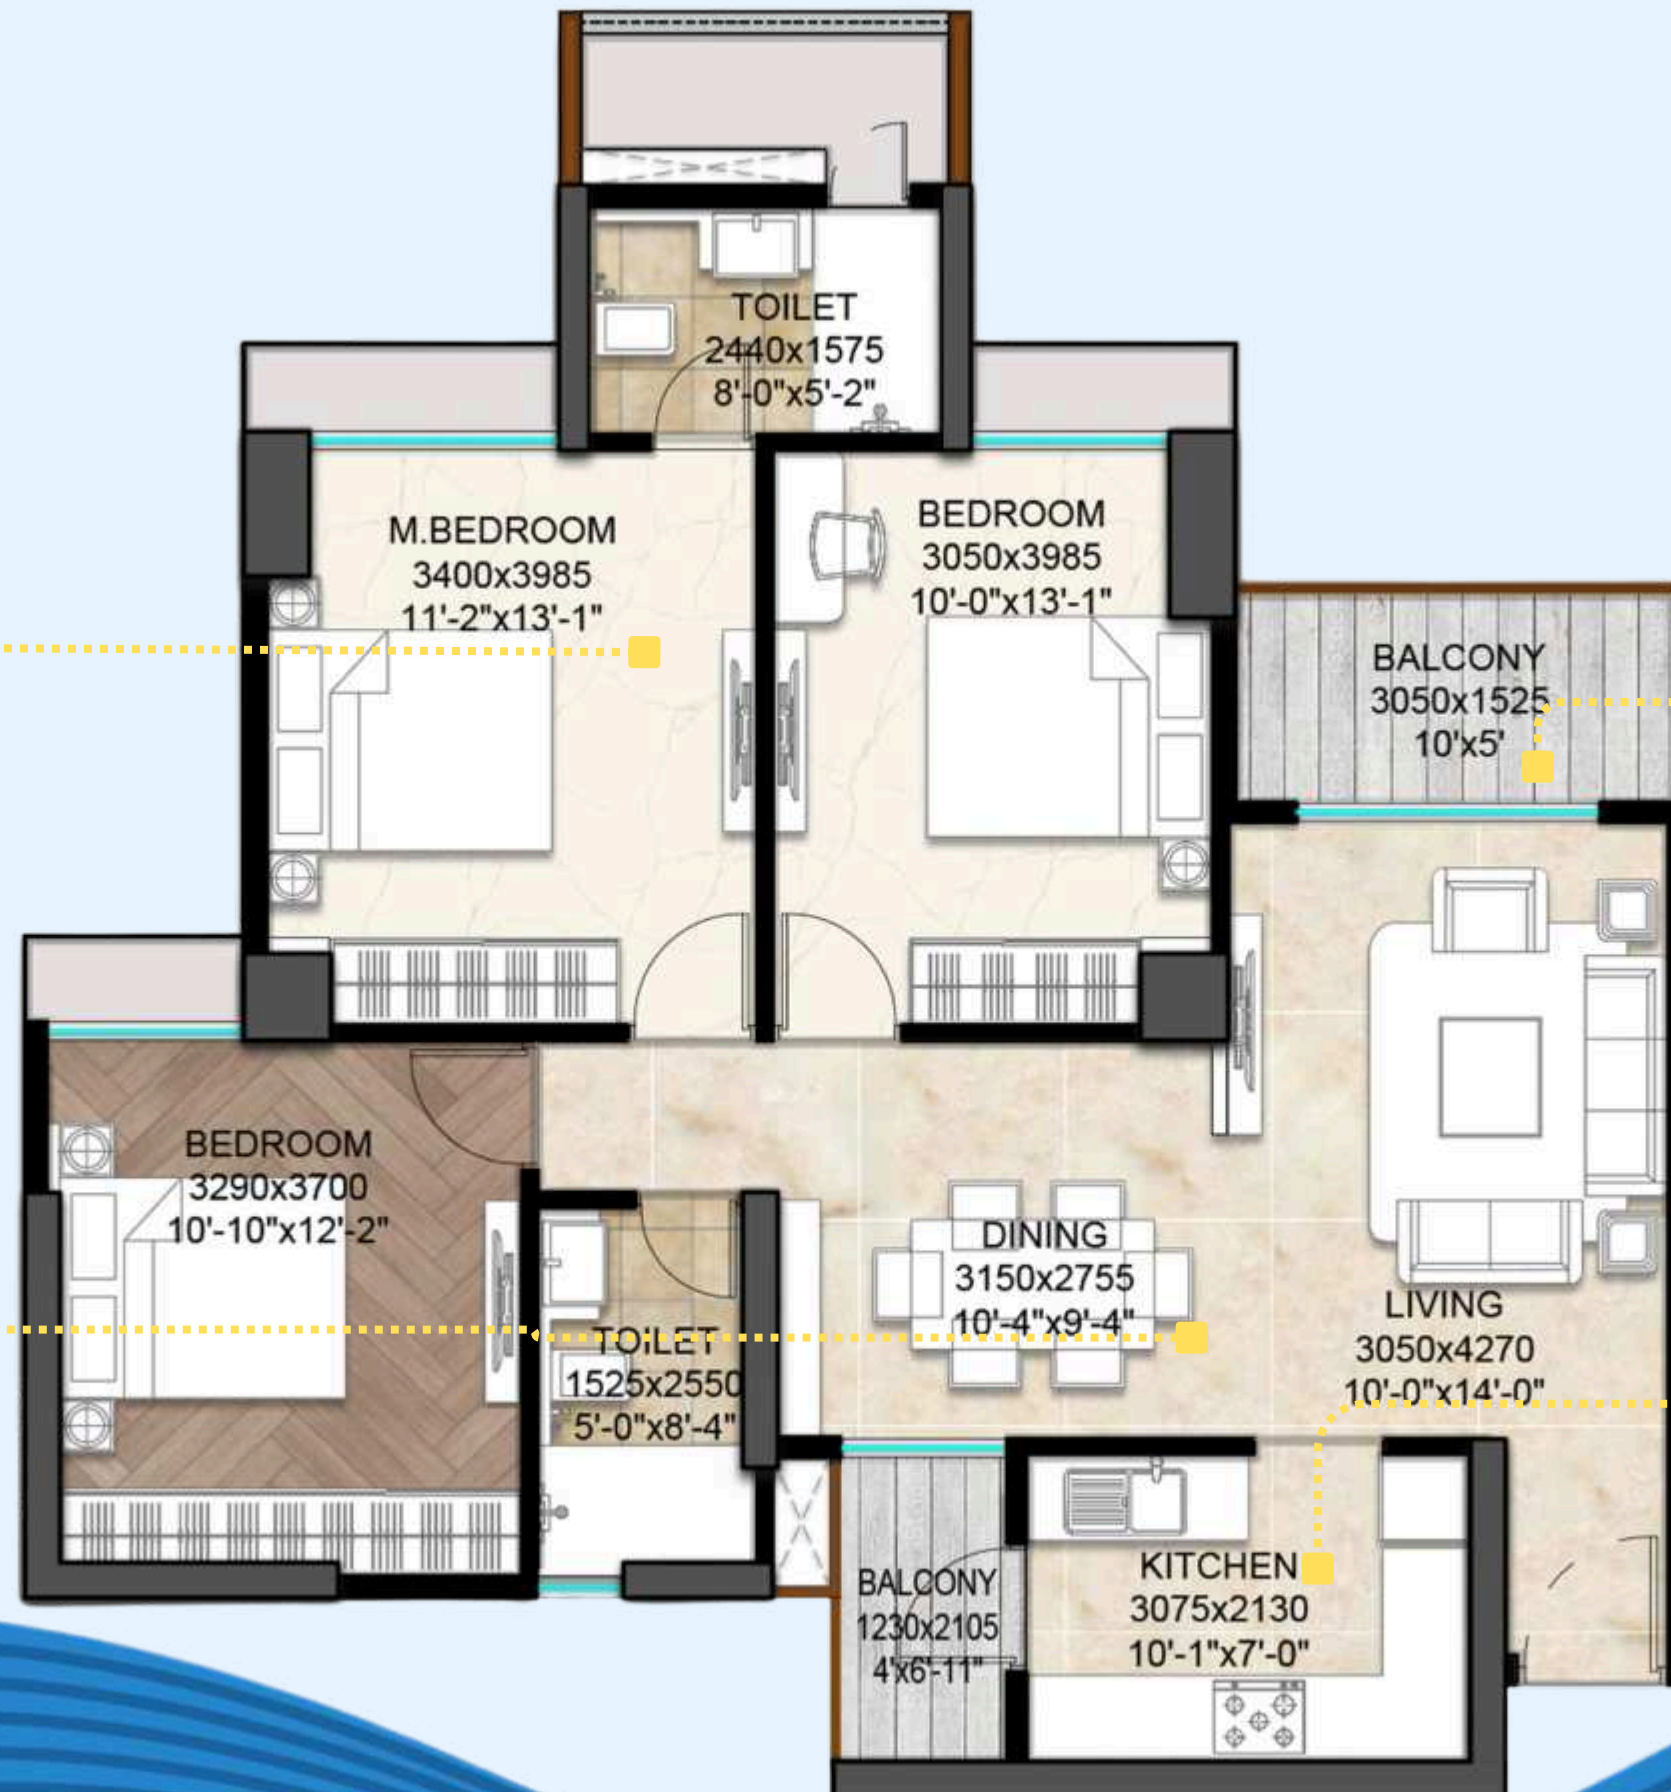 TOILET
2440x1575
8'-0"x5'-2"
M.BEDROOM
3400x3985
11'-2"x13'-1"
BEDROOM
3050x3985
10'-0"x13'-1"
BALCONY
3050x1525
10'x5'
BEDROOM
3290x3700
10'-10"x12'-2"
TOILET
1525x2550
5'-0"x8'-4"
DINING
3150x2755
10'-4"x9'-4"
LIVING
3050x4270
10'-0"x14'-0"
BALCONY
1230x2105
4'x6'-11"
KITCHEN
3075x2130
10'-1"x7'-0"